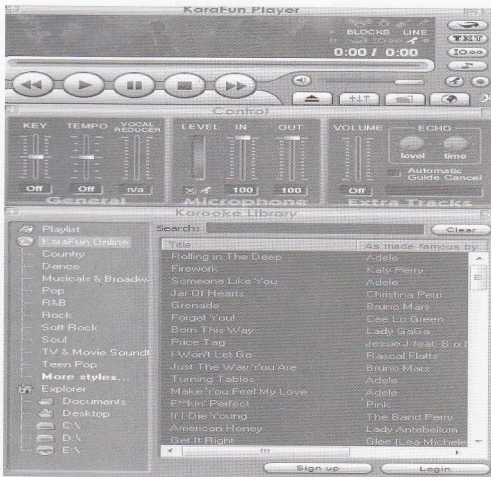 KaraFun Player
BLOCKS LINE
0:00 / 0:00
TXT
Control
KEY TEMPO VOCAL REDUCER
Off Off n/a
General
LEVEL IN OUT
100 100
Microphone
VOLUME ECHO
level time
Automatic Guide Cancel
Off
Extra Tracks
Karaoke Library
Playlist
KaraFun Online
Country
Dance
Musicals & Broadw
Pop
R&B
Rock
Soft Rock
Soul
TV & Movie Soundt
Teen Pop
More styles...
Explorer
Documents
Desktop
C:\
D:\
E:\
Search: Clear
Title As made famous by
Rolling in The Deep Adele
Firework Katy Perry
Someone Like You Adele
Jar Of Hearts Christina Perri
Grenade Bruno Mars
Forget You! Cee Lo Green
Born This Way Lady GaGa
Price Tag Jessie J feat. B.o.B
I Won't Let Go Rascal Flatts
Just The Way You Are Bruno Mars
Turning Tables Adele
Make You Feel My Love Adele
F**kin' Perfect Pink
If I Die Young The Band Perry
American Honey Lady Antebellum
Get It Right Glee (Lea Michele
Sign up Login